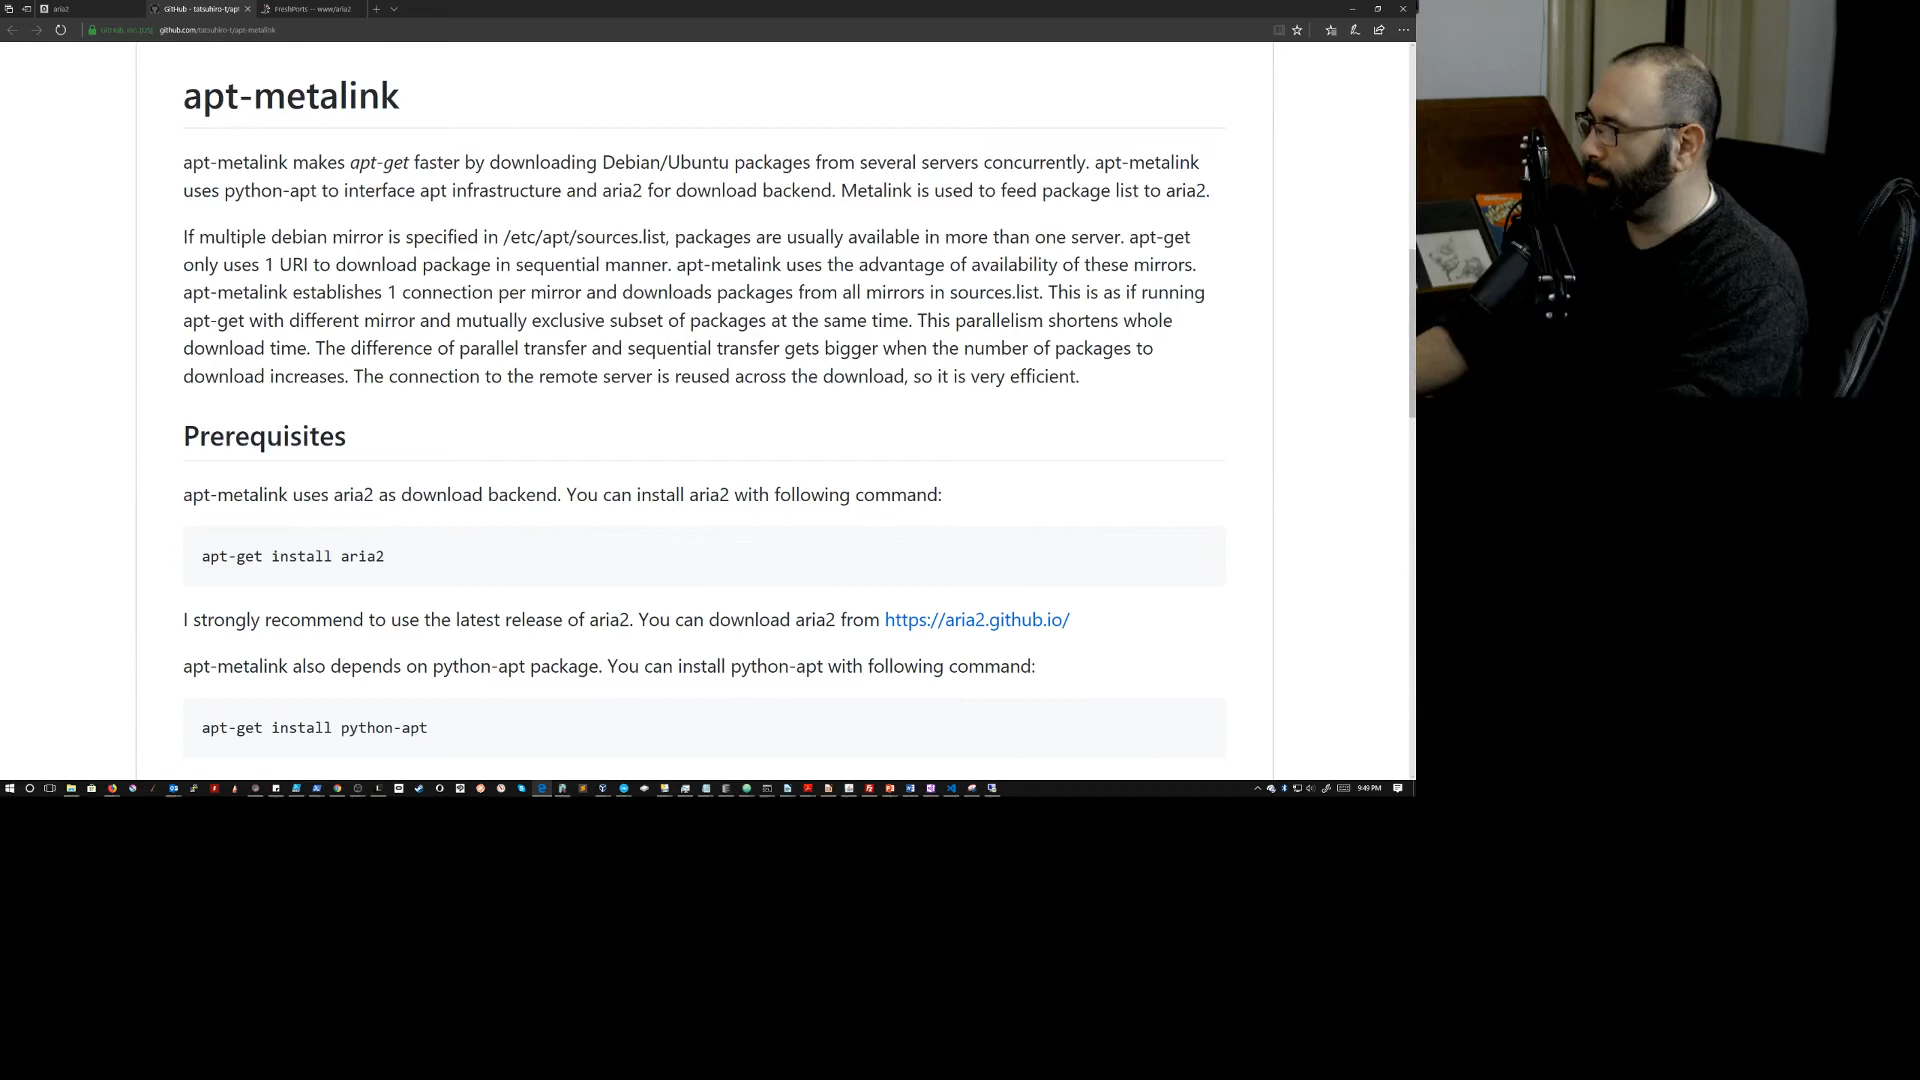 aria2
GitHub - tatsuhiro-t/apt
FreshPorts -- www/aria2
GitHub, Inc. [US] github.com/tatsuhiro-t/apt-metalink
apt-metalink
apt-metalink makes apt-get faster by downloading Debian/Ubuntu packages from several servers concurrently. apt-metalink
uses python-apt to interface apt infrastructure and aria2 for download backend. Metalink is used to feed package list to aria2.
If multiple debian mirror is specified in /etc/apt/sources.list, packages are usually available in more than one server. apt-get
only uses 1 URI to download package in sequential manner. apt-metalink uses the advantage of availability of these mirrors.
apt-metalink establishes 1 connection per mirror and downloads packages from all mirrors in sources.list. This is as if running
apt-get with different mirror and mutually exclusive subset of packages at the same time. This parallelism shortens whole
download time. The difference of parallel transfer and sequential transfer gets bigger when the number of packages to
download increases. The connection to the remote server is reused across the download, so it is very efficient.
Prerequisites
apt-metalink uses aria2 as download backend. You can install aria2 with following command:
apt-get install aria2
I strongly recommend to use the latest release of aria2. You can download aria2 from https://aria2.github.io/
apt-metalink also depends on python-apt package. You can install python-apt with following command:
apt-get install python-apt
9:49 PM